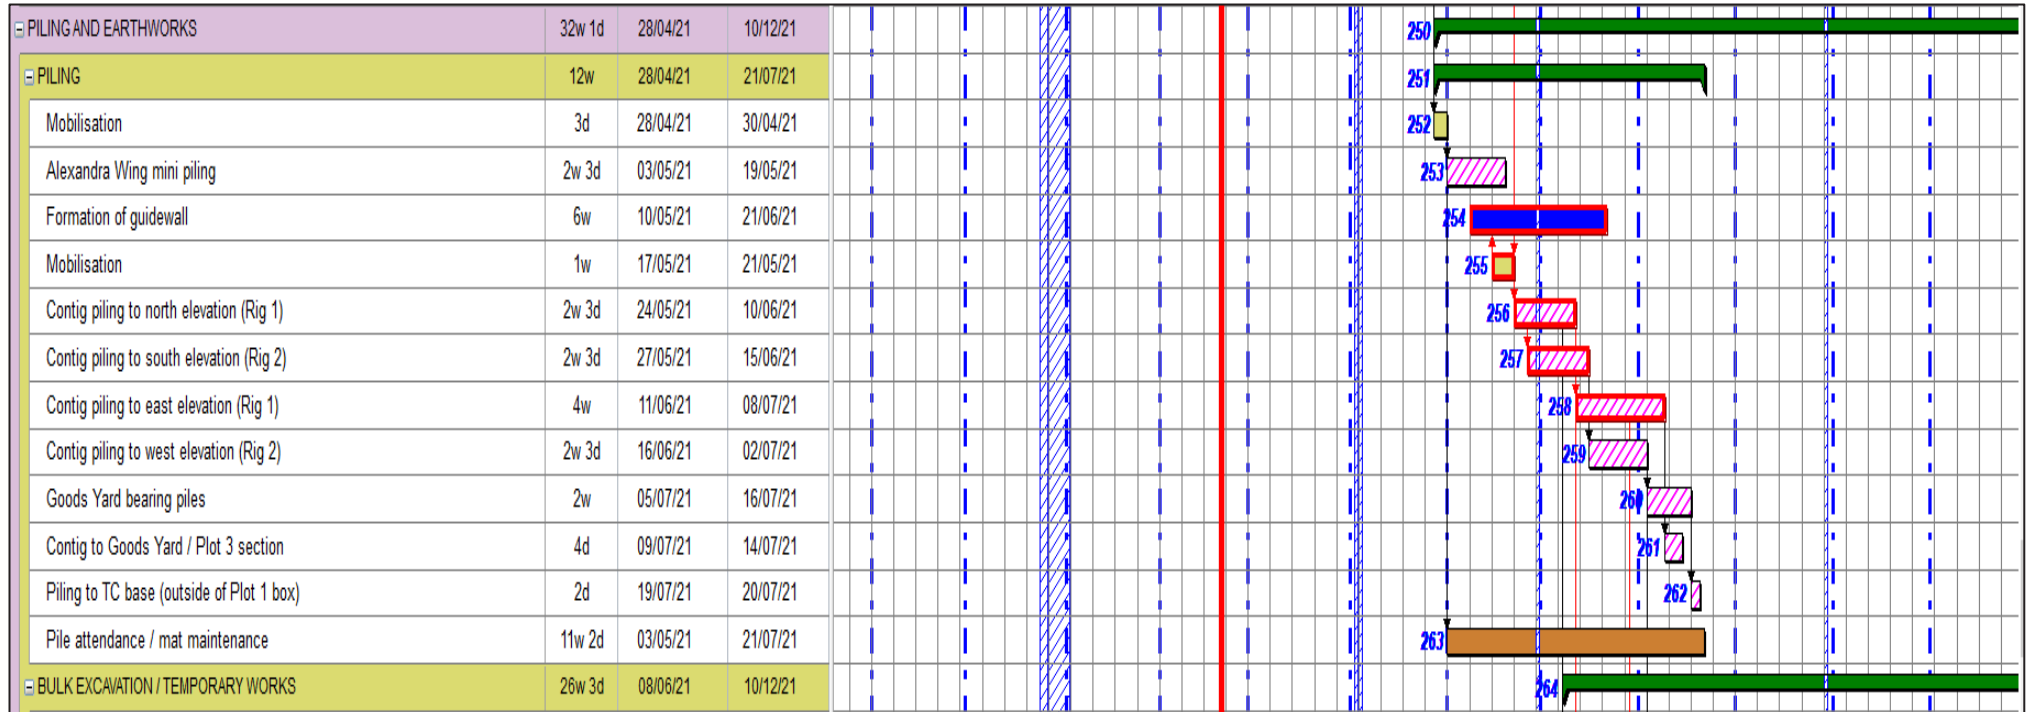 PILING AND EARTHWORKS 32w 1d 28/04/21 10/12/21 250
PILING 12w 28/04/21 21/07/21 251
Mobilisation 3d 28/04/21 30/04/21 252
Alexandra Wing mini piling 2w 3d 03/05/21 19/05/21 253
Formation of guidewall 6w 10/05/21 21/06/21 254
Mobilisation 1w 17/05/21 21/05/21 255
Contig piling to north elevation (Rig 1) 2w 3d 24/05/21 10/06/21 256
Contig piling to south elevation (Rig 2) 2w 3d 27/05/21 15/06/21 257
Contig piling to east elevation (Rig 1) 4w 11/06/21 08/07/21 258
Contig piling to west elevation (Rig 2) 2w 3d 16/06/21 02/07/21 259
Goods Yard bearing piles 2w 05/07/21 16/07/21 260
Contig to Goods Yard / Plot 3 section 4d 09/07/21 14/07/21 261
Piling to TC base (outside of Plot 1 box) 2d 19/07/21 20/07/21 262
Pile attendance / mat maintenance 11w 2d 03/05/21 21/07/21 263
BULK EXCAVATION / TEMPORARY WORKS 26w 3d 08/06/21 10/12/21 264